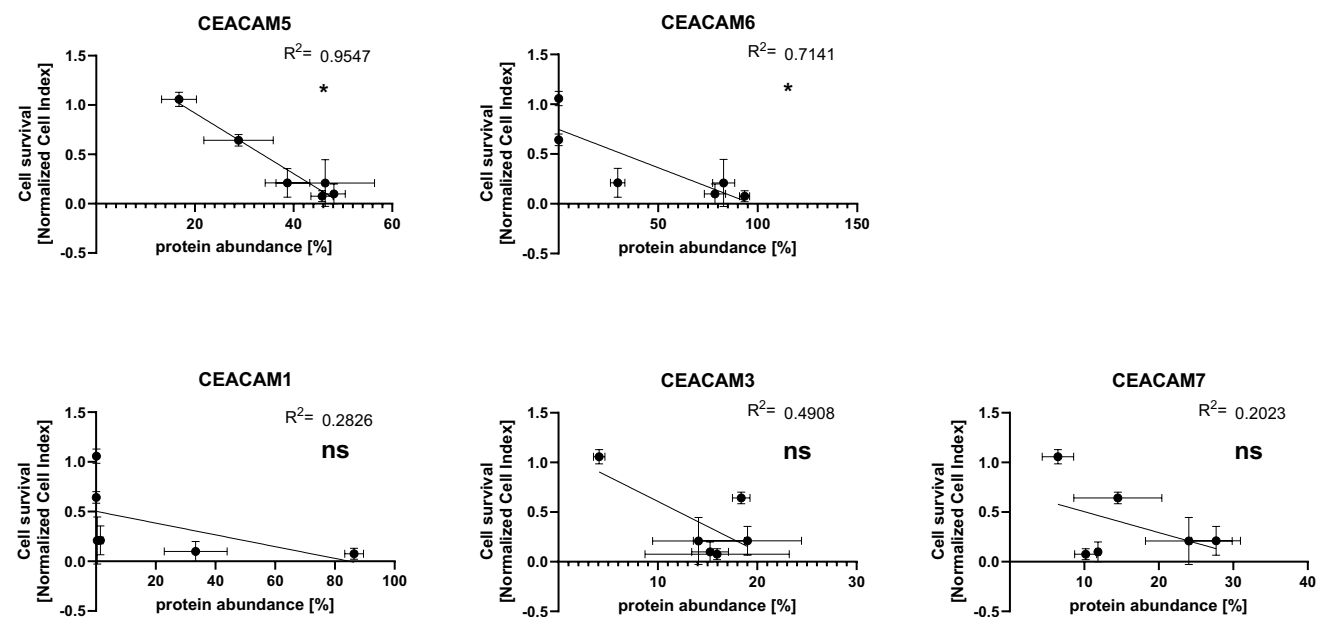 CEACAM5
R2= 0.9547
*
Cell survival
[Normalized Cell Index]
1.5
1.0
0.5
0.0
-0.5
20
40
60
protein abundance [%]
CEACAM6
R2= 0.7141
*
Cell survival
[Normalized Cell Index]
1.5
1.0
0.5
0.0
-0.5
50
100
150
protein abundance [%]
CEACAM1
R2= 0.2826
ns
Cell survival
[Normalized Cell Index]
1.5
1.0
0.5
0.0
-0.5
20
40
60
80
100
protein abundance [%]
CEACAM3
R2= 0.4908
ns
Cell survival
[Normalized Cell Index]
1.5
1.0
0.5
0.0
-0.5
10
20
30
protein abundance [%]
CEACAM7
R2= 0.2023
ns
Cell survival
[Normalized Cell Index]
1.5
1.0
0.5
0.0
-0.5
10
20
30
40
protein abundance [%]